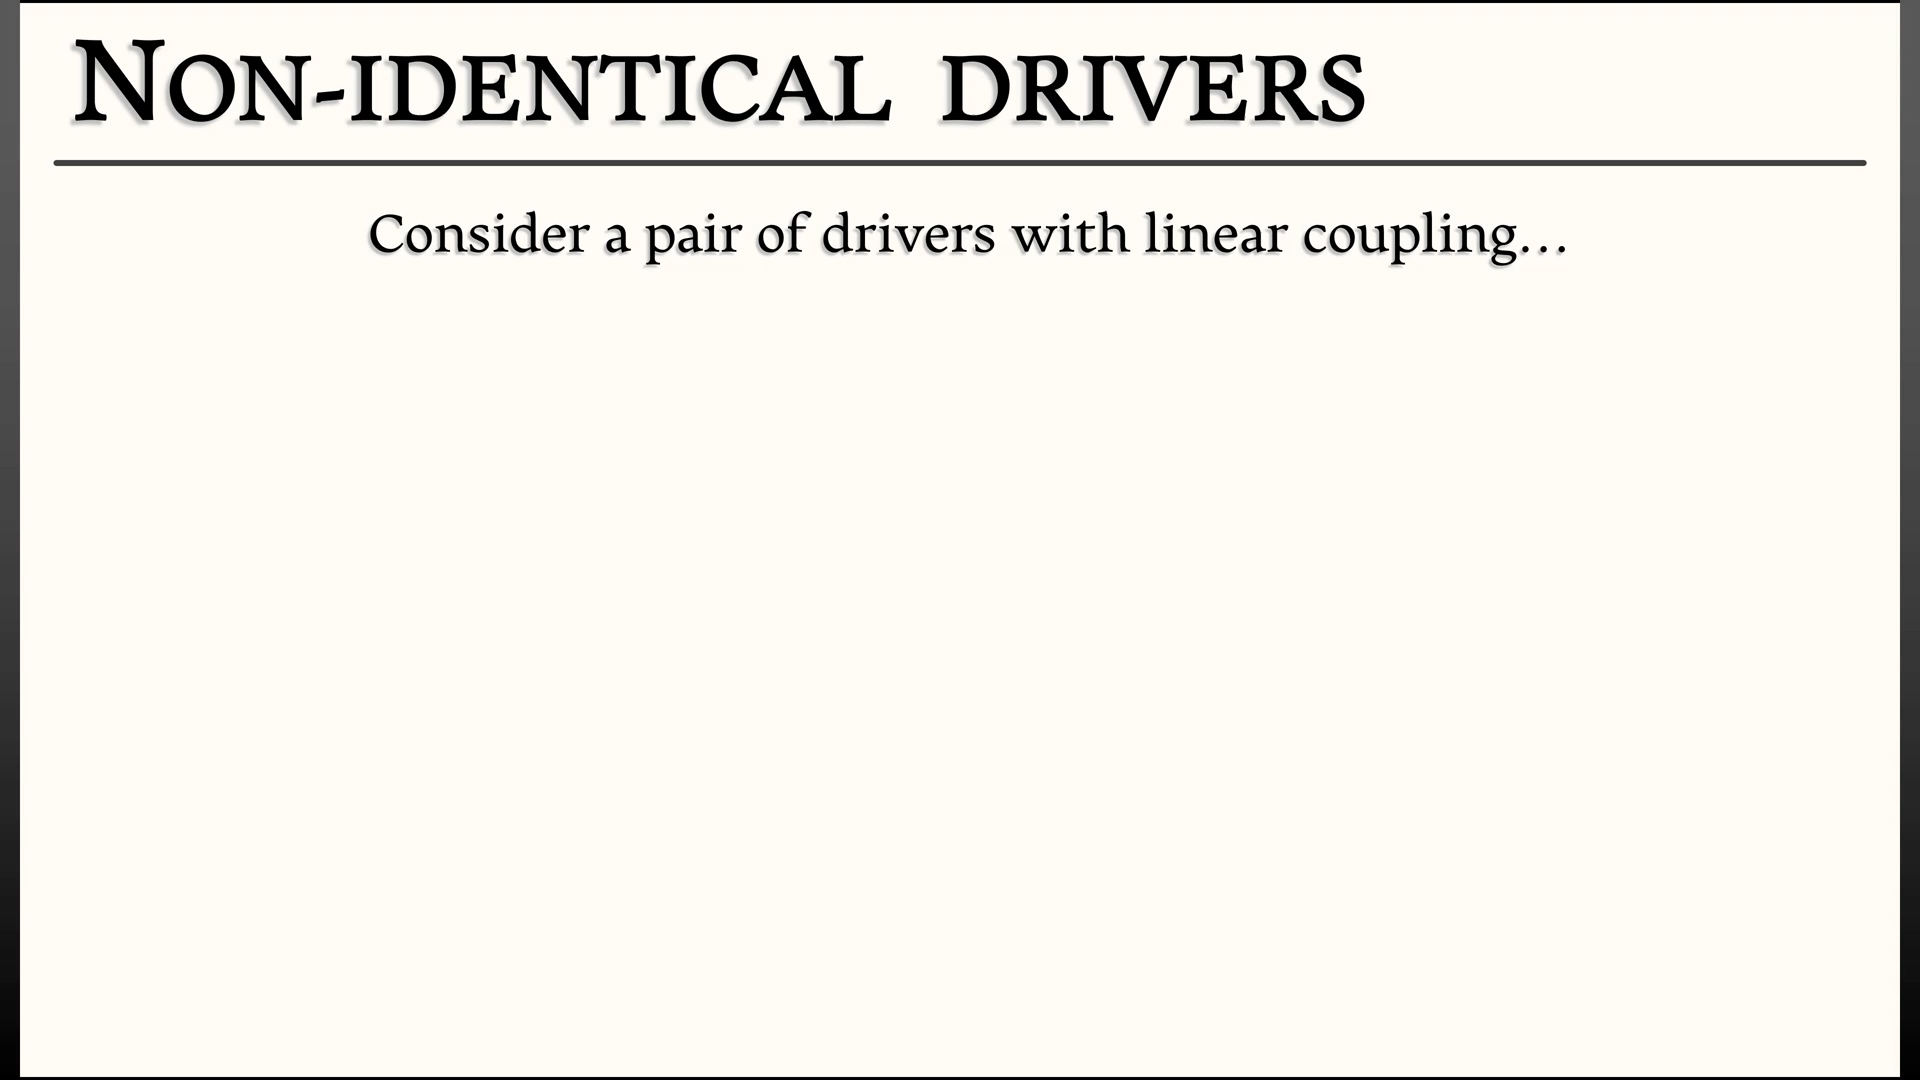 Non-identical drivers
Consider a pair of drivers with linear coupling…